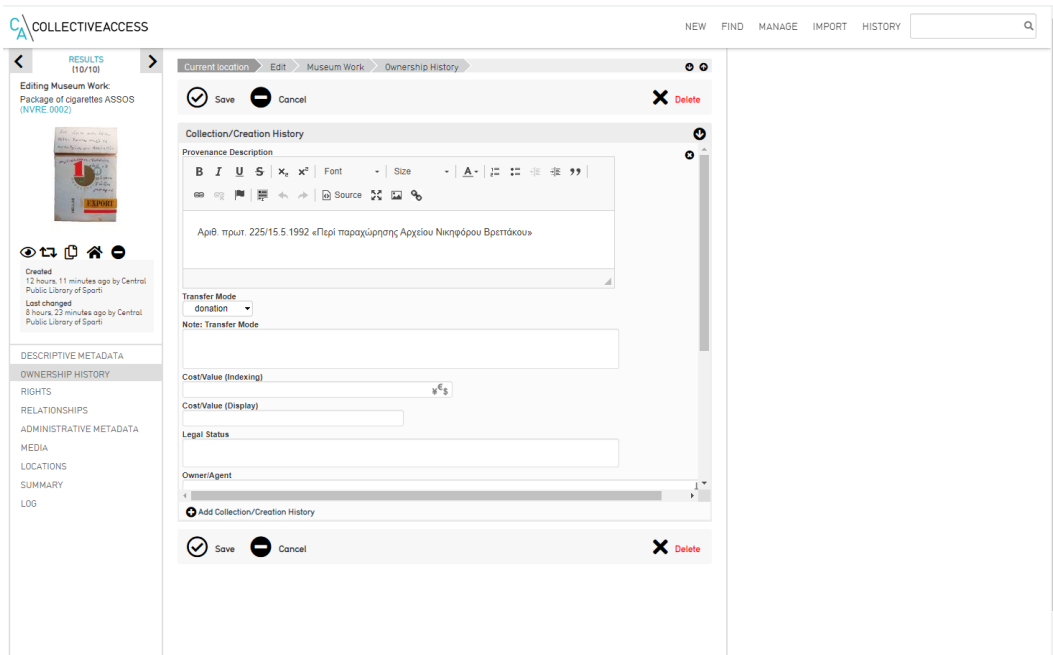 COLLECTIVEACCESS
NEW FIND MANAGE IMPORT HISTORY
RESULTS
(10/10)
Editing Museum Work:
Package of cigarettes ASSOS
(NVRE.0002)
1
EXPORT
Created
12 hours, 11 minutes ago by Central
Public Library of Sparti
Last changed
8 hours, 23 minutes ago by Central
Public Library of Sparti
DESCRIPTIVE METADATA
OWNERSHIP HISTORY
RIGHTS
RELATIONSHIPS
ADMINISTRATIVE METADATA
MEDIA
LOCATIONS
SUMMARY
LOG
Current location Edit Museum Work Ownership History
Save Cancel Delete
Collection/Creation History
Provenance Description
B I U S x₂ x² Font Size A
Source
Αριθ. πρωτ. 225/15.5.1992 «Περί παραχώρησης Αρχείου Νικηφόρου Βρεττάκου»
Transfer Mode
donation
Note: Transfer Mode
Cost/Value (Indexing)
¥€$
Cost/Value (Display)
Legal Status
Owner/Agent
Add Collection/Creation History
Save Cancel Delete